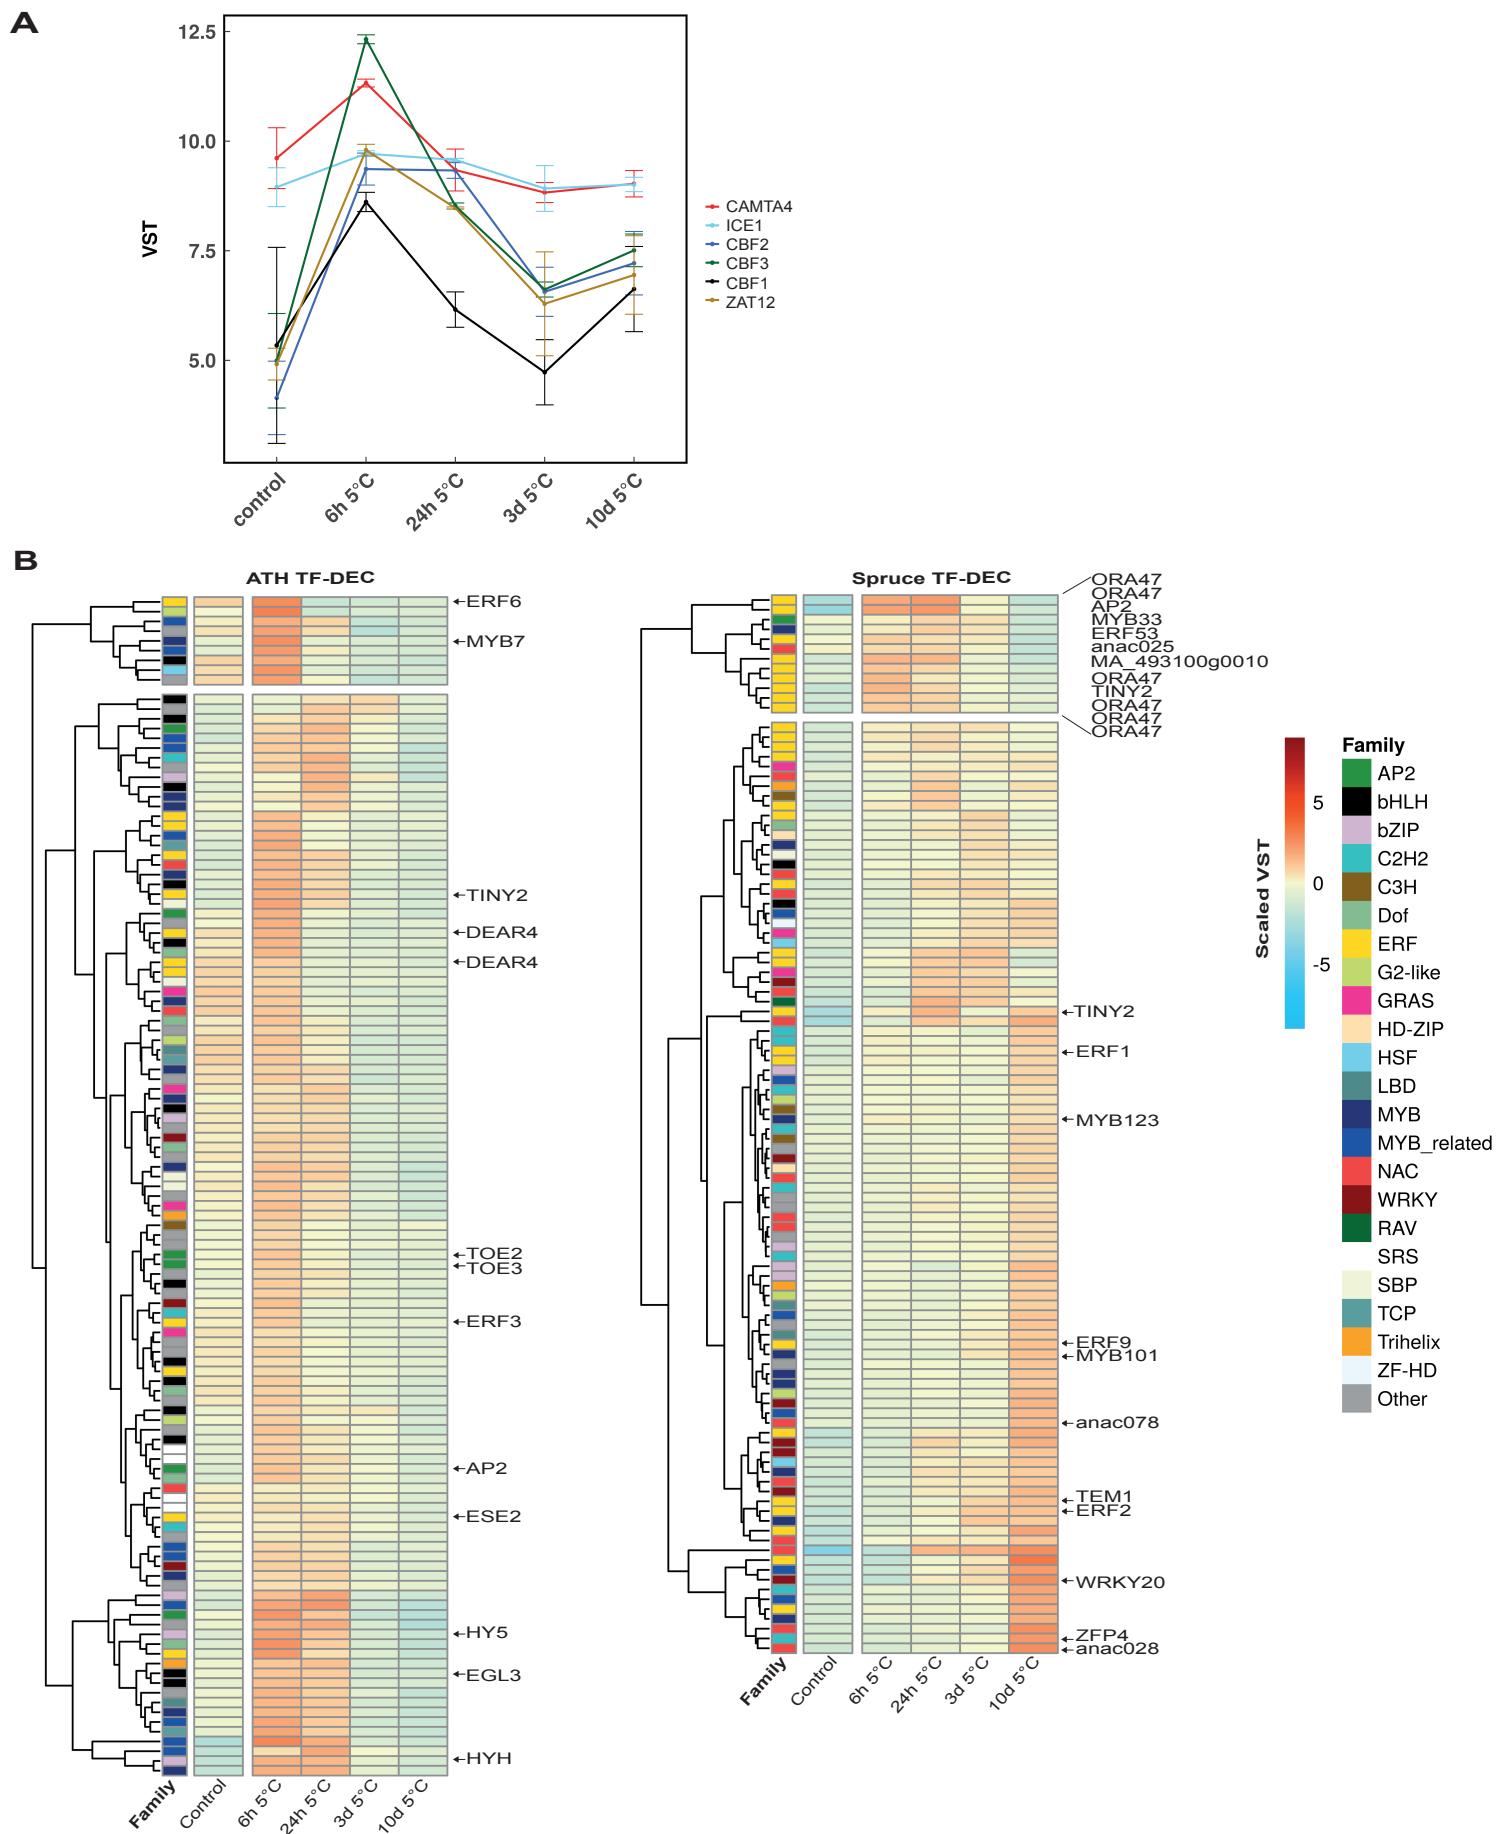 A
12.5
10.0
7.5
5.0
VST
control
6h 5°C
24h 5°C
3d 5°C
10d 5°C
CAMTA4
ICE1
CBF2
CBF3
CBF1
ZAT12
B
ATH TF-DEC
ERF6
MYB7
TINY2
DEAR4
DEAR4
TOE2
TOE3
ERF3
AP2
ESE2
HY5
EGL3
HYH
Family
Control
6h 5°C
24h 5°C
3d 5°C
10d 5°C
Spruce TF-DEC
ORA47
ORA47
AP2
MYB33
ERF53
anac025
MA_493100g0010
ORA47
TINY2
ORA47
ORA47
ORA47
TINY2
ERF1
MYB123
ERF9
MYB101
anac078
TEM1
ERF2
WRKY20
ZFP4
anac028
Family
Control
6h 5°C
24h 5°C
3d 5°C
10d 5°C
Scaled VST
5
0
-5
Family
AP2
bHLH
bZIP
C2H2
C3H
Dof
ERF
G2-like
GRAS
HD-ZIP
HSF
LBD
MYB
MYB_related
NAC
WRKY
RAV
SRS
SBP
TCP
Trihelix
ZF-HD
Other